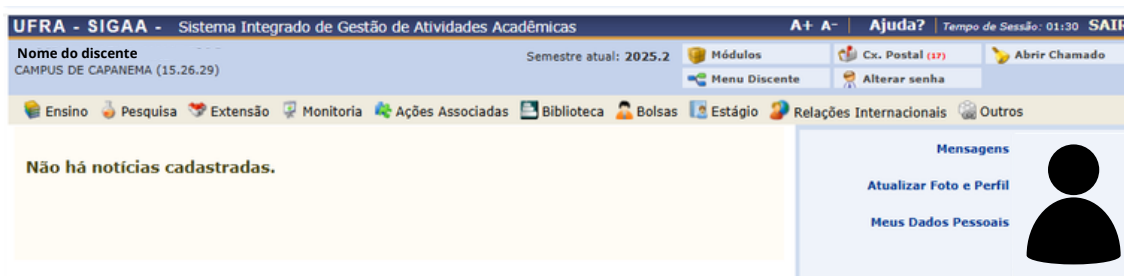 UFRA - SIGAA - Sistema Integrado de Gestão de Atividades Acadêmicas A+ A- | Ajuda? | Tempo de Sessão: 01:30 SAIR
Nome do discente Semestre atual: 2025.2 Módulos Cx. Postal (17) Abrir Chamado
CAMPUS DE CAPANEMA (15.26.29) Menu Discente Alterar senha
Ensino Pesquisa Extensão Monitoria Ações Associadas Biblioteca Bolsas Estágio Relações Internacionais Outros
Não há notícias cadastradas.
Mensagens
Atualizar Foto e Perfil
Meus Dados Pessoais